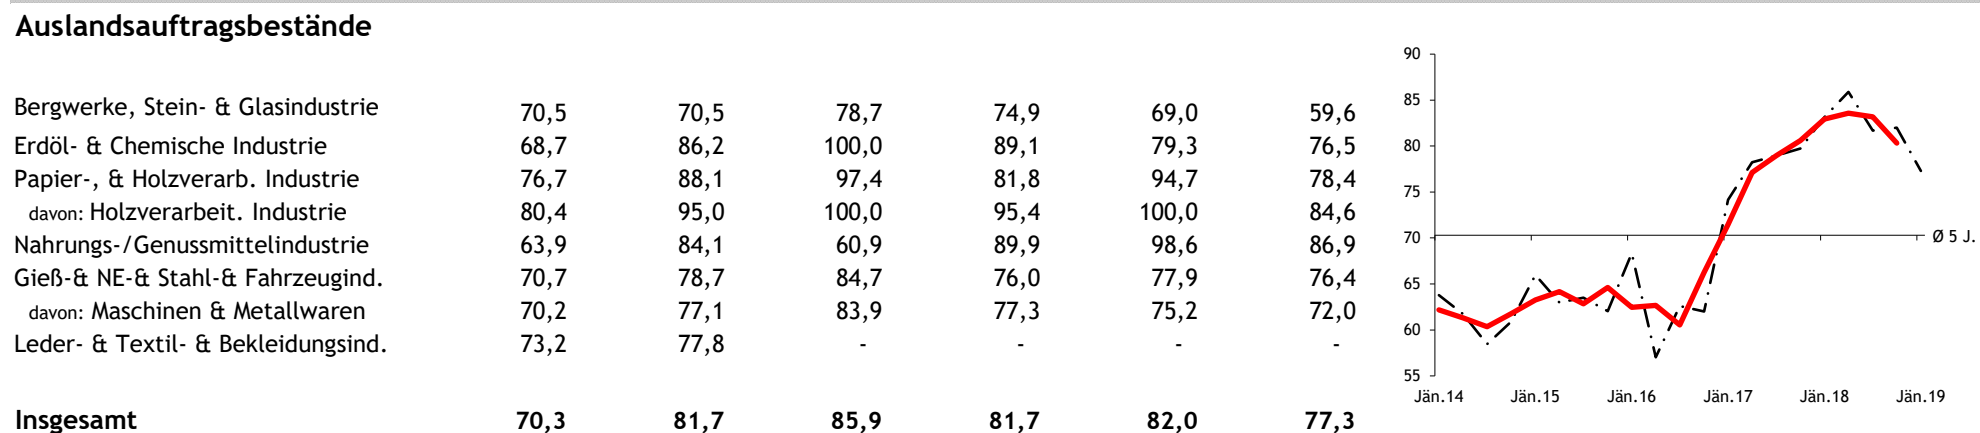 Auslandsauftragsbestände
Bergwerke, Stein- & Glasindustrie 70,5 70,5 78,7 74,9 69,0 59,6
Erdöl- & Chemische Industrie 68,7 86,2 100,0 89,1 79,3 76,5
Papier-, & Holzverarb. Industrie 76,7 88,1 97,4 81,8 94,7 78,4
davon: Holzverarbeit. Industrie 80,4 95,0 100,0 95,4 100,0 84,6
Nahrungs-/Genussmittelindustrie 63,9 84,1 60,9 89,9 98,6 86,9
Gieß-& NE-& Stahl-& Fahrzeugind. 70,7 78,7 84,7 76,0 77,9 76,4
davon: Maschinen & Metallwaren 70,2 77,1 83,9 77,3 75,2 72,0
Leder- & Textil- & Bekleidungsind. 73,2 77,8 - - - -
Insgesamt 70,3 81,7 85,9 81,7 82,0 77,3
90
85
80
75
70
65
60
55
Ø 5 J.
Jän.14 Jän.15 Jän.16 Jän.17 Jän.18 Jän.19